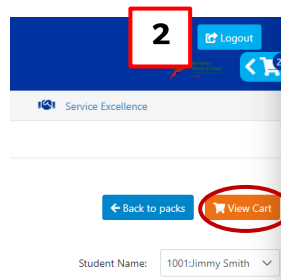 2
Logout
2
Service Excellence
Back to packs
View Cart
Student Name: 1001:Jimmy Smith